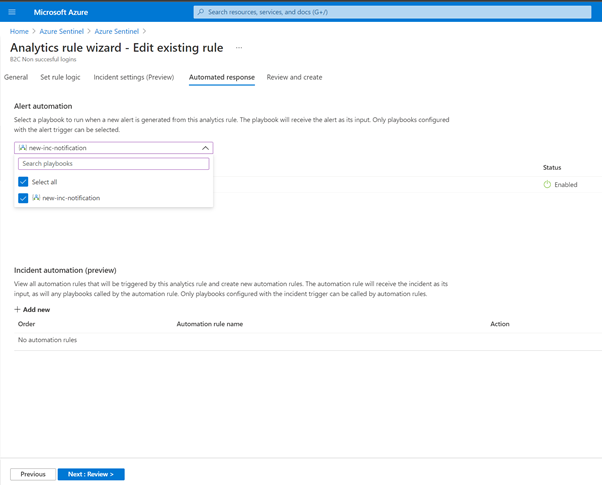 Microsoft Azure
Search resources, services, and docs (G+/)
Home > Azure Sentinel > Azure Sentinel >
Analytics rule wizard - Edit existing rule ...
B2C Non succesful logins
General Set rule logic Incident settings (Preview) Automated response Review and create
Alert automation
Select a playbook to run when a new alert is generated from this analytics rule. The playbook will receive the alert as its input. Only playbooks configured
with the alert trigger can be selected.
new-inc-notification
Search playbooks
Status
Select all
Enabled
new-inc-notification
Incident automation (preview)
View all automation rules that will be triggered by this analytics rule and create new automation rules. The automation rule will receive the incident as its
input, as will any playbooks called by the automation rule. Only playbooks configured with the incident trigger can be called by automation rules.
+ Add new
Order Automation rule name Action
No automation rules
Previous Next : Review >